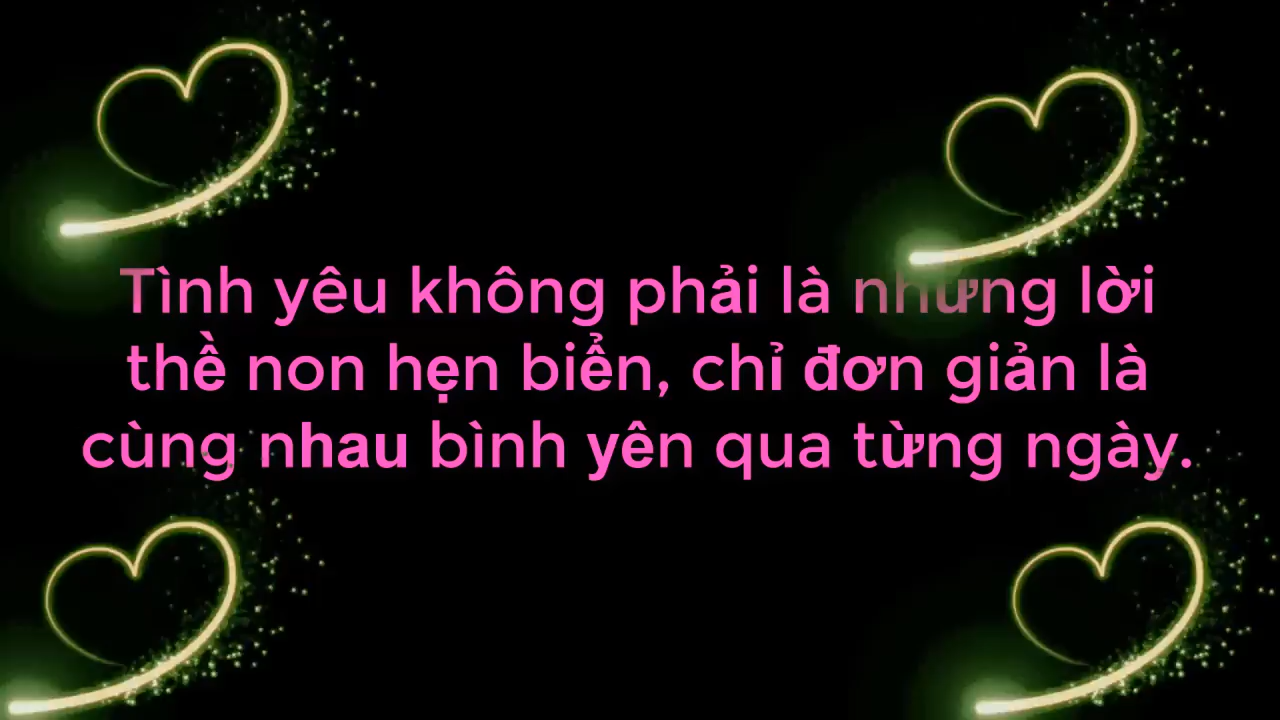 Tình yêu không phải là những lời
thề non hẹn biển, chỉ đơn giản là
cùng nhau bình yên qua từng ngày.